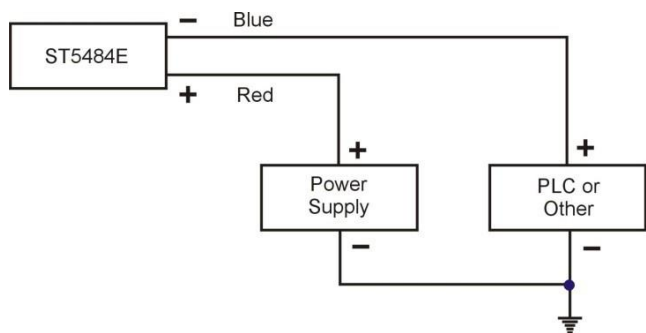 − Blue
ST5484E
+ Red
+
+
Power
Supply
PLC or
Other
−
−